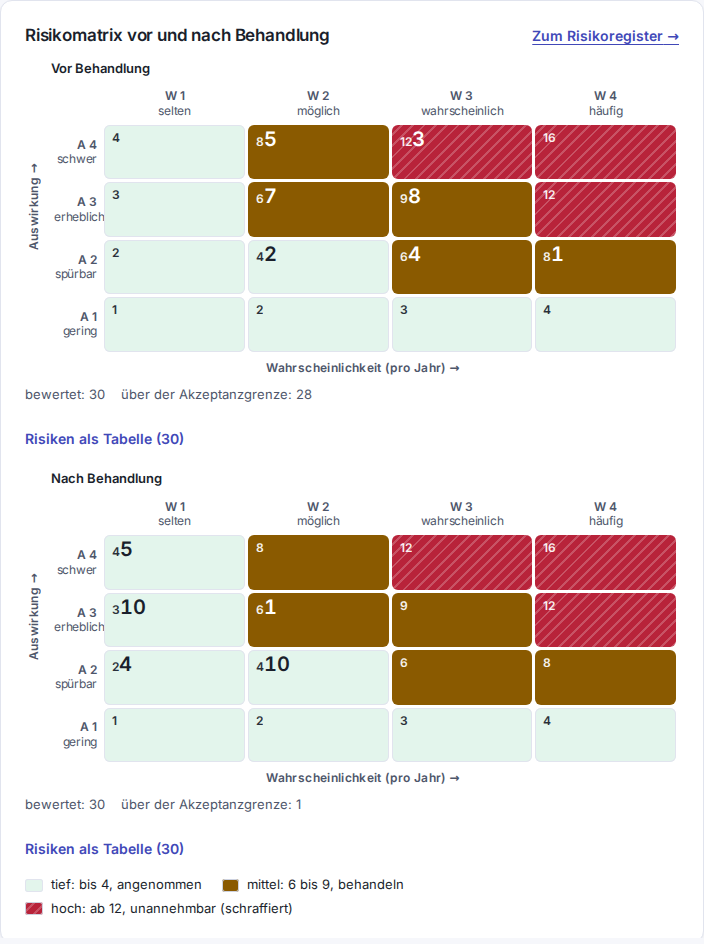 Risikomatrix vor und nach Behandlung
Zum Risikoregister →
Vor Behandlung
W 1 W 2 W 3 W 4
selten möglich wahrscheinlich häufig
A 4 schwer 4 8 5 12 3 16
A 3 erheblich 3 6 7 9 8 12
A 2 spürbar 2 4 2 6 4 8 1
A 1 gering 1 2 3 4
Auswirkung →
Wahrscheinlichkeit (pro Jahr) →
bewertet: 30 über der Akzeptanzgrenze: 28
Risiken als Tabelle (30)
Nach Behandlung
W 1 W 2 W 3 W 4
selten möglich wahrscheinlich häufig
A 4 schwer 4 5 8 12 16
A 3 erheblich 3 10 6 1 9 12
A 2 spürbar 2 4 4 10 6 8
A 1 gering 1 2 3 4
Auswirkung →
Wahrscheinlichkeit (pro Jahr) →
bewertet: 30 über der Akzeptanzgrenze: 1
Risiken als Tabelle (30)
tief: bis 4, angenommen mittel: 6 bis 9, behandeln
hoch: ab 12, unannehmbar (schraffiert)